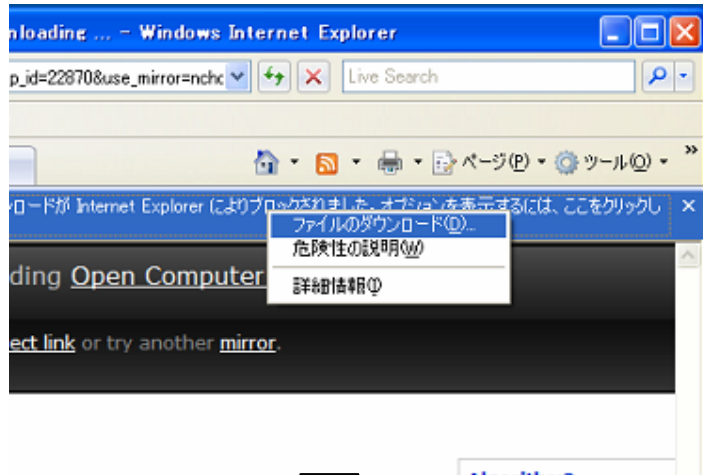 nloading ... - Windows Internet Explorer
p_id=22870&use_mirror=nchc
Live Search
ページ(P)
ツール(O)
»
ロードが Internet Explorer によりブロックされました。オプションを表示するには、ここをクリックし
ファイルのダウンロード(D)...
危険性の説明(W)
詳細情報(I)
ding Open Computer
ect link or try another mirror.